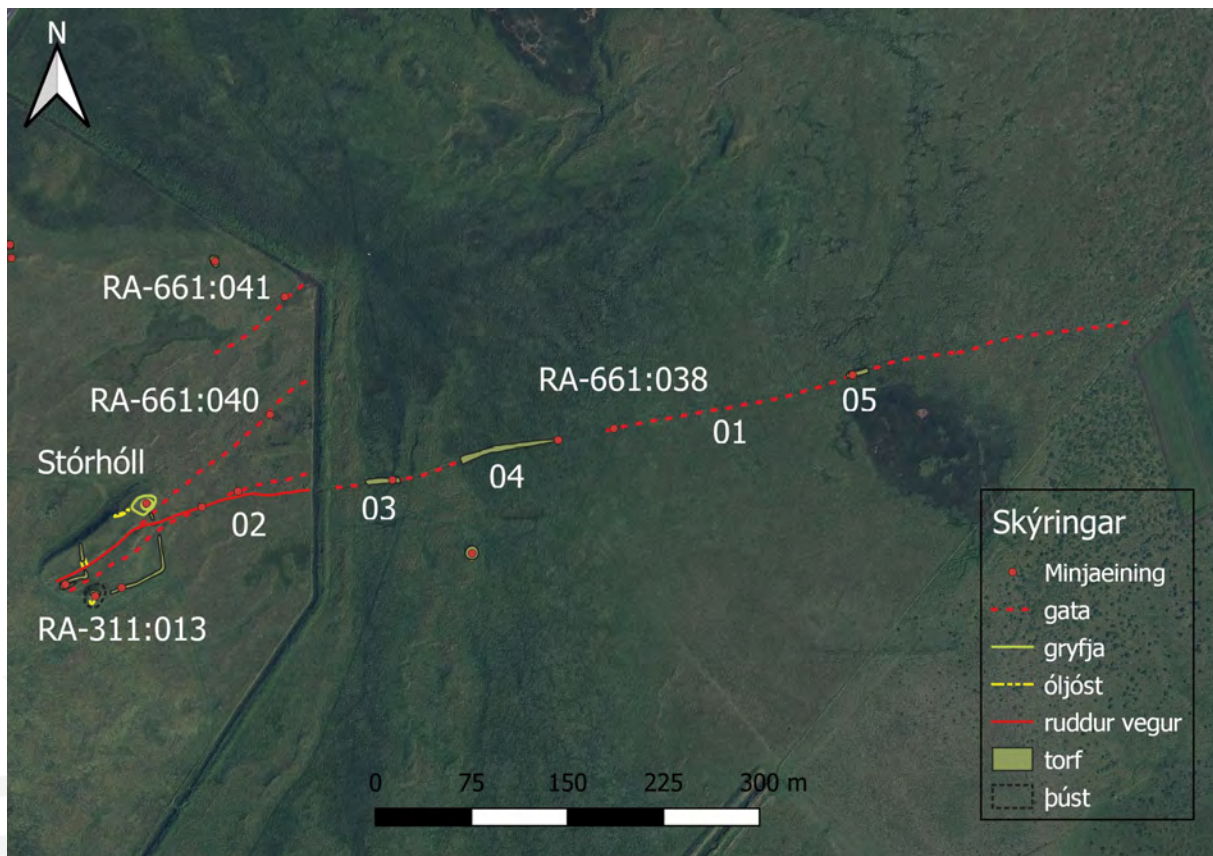 N
RA-661:041
RA-661:038
RA-661:040
05
01
Stórhóll
04
03
02
RA-311:013
Skýringar
Minjaeining
gata
gryfja
óljóst
ruddur vegur
torf
þúst
0 75 150 225 300 m